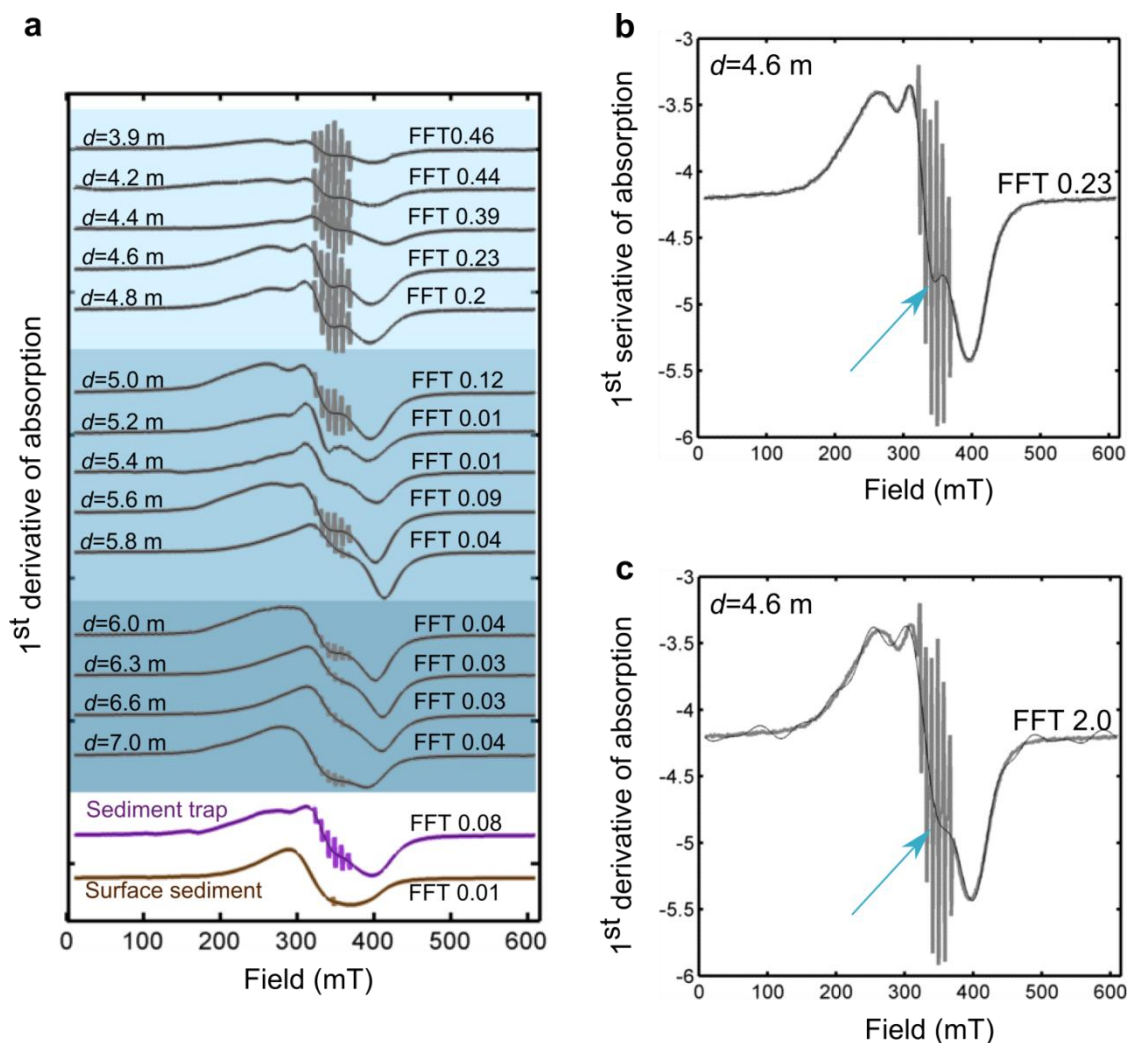 a
1st derivative of absorption
d=3.9 m FFT0.46
d=4.2 m FFT 0.44
d=4.4 m FFT 0.39
d=4.6 m FFT 0.23
d=4.8 m FFT 0.2
d=5.0 m FFT 0.12
d=5.2 m FFT 0.01
d=5.4 m FFT 0.01
d=5.6 m FFT 0.09
d=5.8 m FFT 0.04
d=6.0 m FFT 0.04
d=6.3 m FFT 0.03
d=6.6 m FFT 0.03
d=7.0 m FFT 0.04
Sediment trap FFT 0.08
Surface sediment FFT 0.01
0 100 200 300 400 500 600
Field (mT)
b
1st serivative of absorption
-3
-3.5
-4
-4.5
-5
-5.5
-6
d=4.6 m
FFT 0.23
0 100 200 300 400 500 600
Field (mT)
c
1st derivative of absorption
-3
-3.5
-4
-4.5
-5
-5.5
-6
d=4.6 m
FFT 2.0
0 100 200 300 400 500 600
Field (mT)